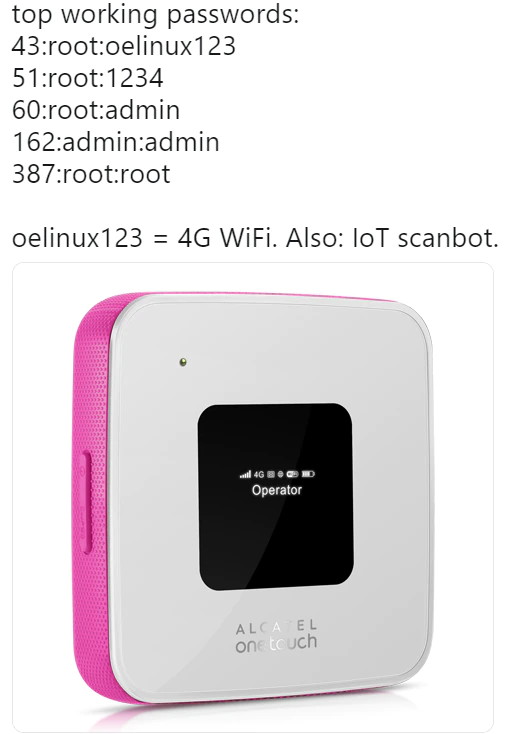 top working passwords:
43:root:oelinux123
51:root:1234
60:root:admin
162:admin:admin
387:root:root
oelinux123 = 4G WiFi. Also: IoT scanbot.
4G
Operator
ALCATEL
onetouch